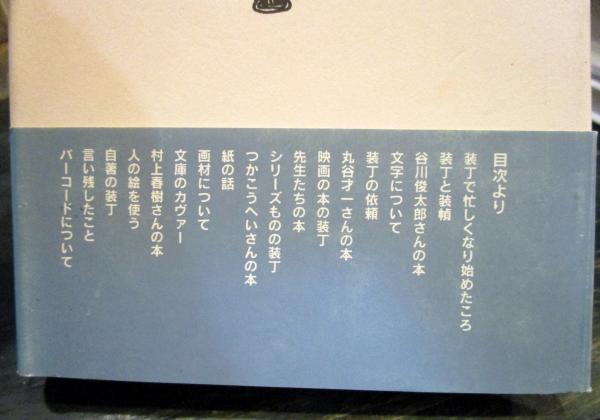 目次より
装丁で忙しくなり始めたころ
装丁と装幀
谷川俊太郎さんの本
文字について
装丁の依頼
丸谷才一さんの本
映画の本の装丁
先生たちの本
シリーズものの装丁
つかこうへいさんの本
紙の話
画材について
文庫のカヴァー
村上春樹さんの本
人の絵を使う
自著の装丁
言い残したこと
バーコードについて